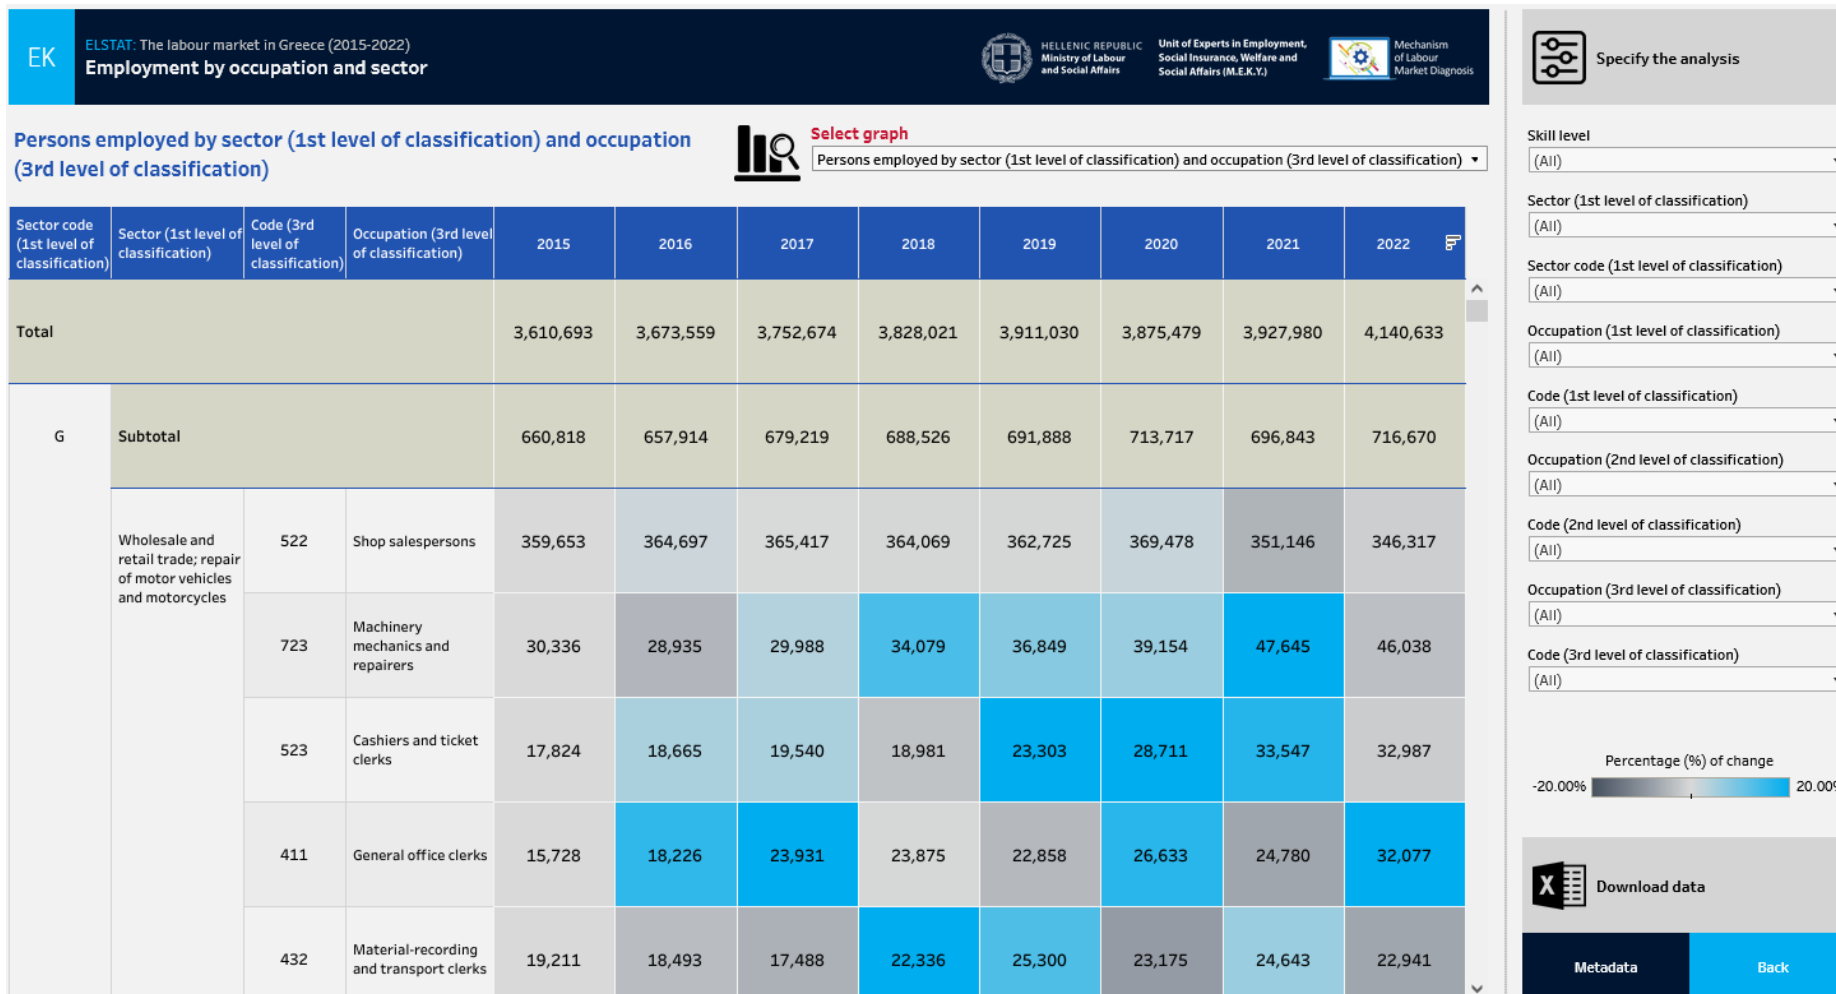 EK
ELSTAT: The labour market in Greece (2015-2022)
Employment by occupation and sector
HELLENIC REPUBLIC
Ministry of Labour
and Social Affairs
Unit of Experts in Employment,
Social Insurance, Welfare and
Social Affairs (M.E.K.Y.)
Mechanism
of Labour
Market Diagnosis
Specify the analysis
Persons employed by sector (1st level of classification) and occupation
(3rd level of classification)
Select graph
Persons employed by sector (1st level of classification) and occupation (3rd level of classification)
Sector code
(1st level of
classification)
Sector (1st level of
classification)
Code (3rd
level of
classification)
Occupation (3rd level
of classification)
2015 2016 2017 2018 2019 2020 2021 2022
Total 3,610,693 3,673,559 3,752,674 3,828,021 3,911,030 3,875,479 3,927,980 4,140,633
G Subtotal 660,818 657,914 679,219 688,526 691,888 713,717 696,843 716,670
Wholesale and
retail trade; repair
of motor vehicles
and motorcycles
522 Shop salespersons 359,653 364,697 365,417 364,069 362,725 369,478 351,146 346,317
723 Machinery
mechanics and
repairers
30,336 28,935 29,988 34,079 36,849 39,154 47,645 46,038
523 Cashiers and ticket
clerks
17,824 18,665 19,540 18,981 23,303 28,711 33,547 32,987
411 General office clerks 15,728 18,226 23,931 23,875 22,858 26,633 24,780 32,077
432 Material-recording
and transport clerks
19,211 18,493 17,488 22,336 25,300 23,175 24,643 22,941
Skill level
(All)
Sector (1st level of classification)
(All)
Sector code (1st level of classification)
(All)
Occupation (1st level of classification)
(All)
Code (1st level of classification)
(All)
Occupation (2nd level of classification)
(All)
Code (2nd level of classification)
(All)
Occupation (3rd level of classification)
(All)
Code (3rd level of classification)
(All)
Percentage (%) of change
-20.00% 20.00%
X
Download data
Metadata
Back